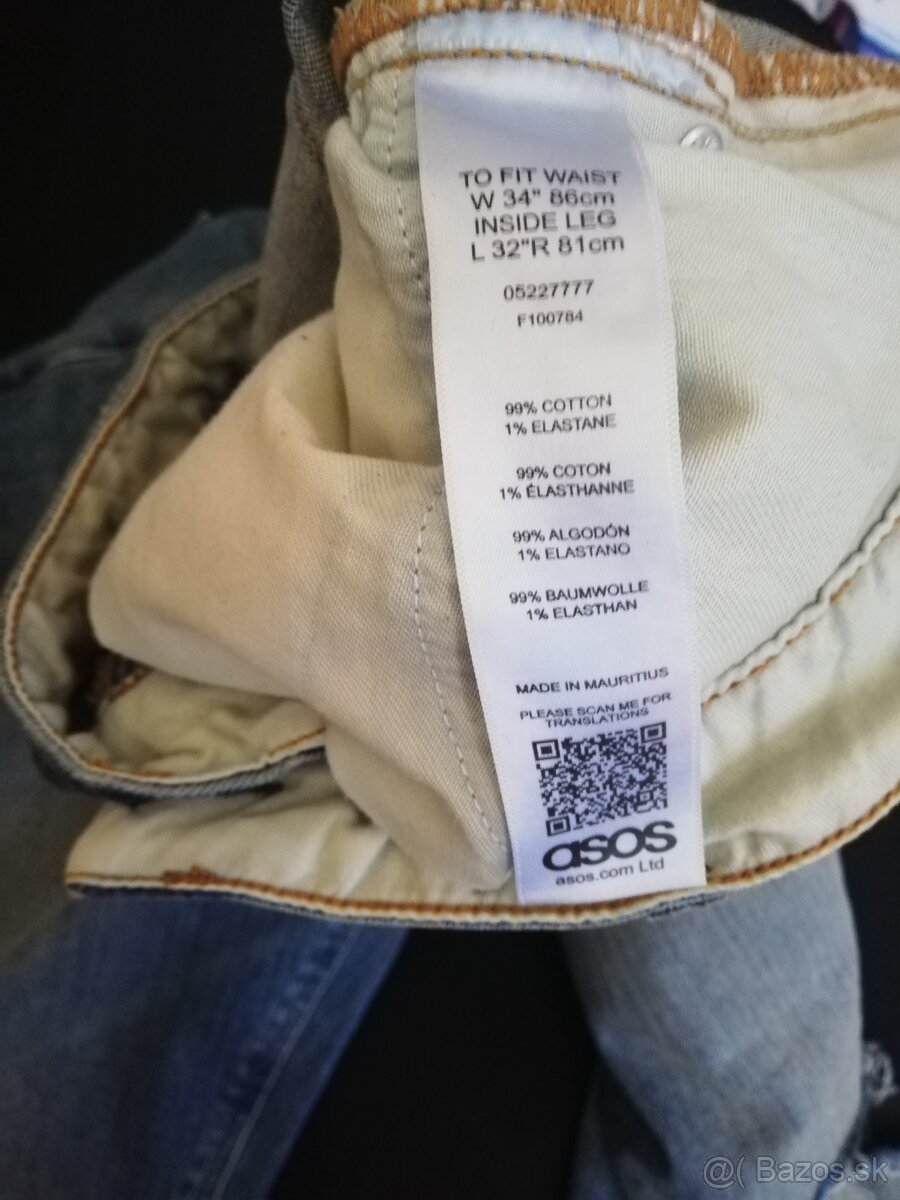 TO FIT WAIST
W 34" 86cm
INSIDE LEG
L 32"R 81cm
05227777
F100784
99% COTTON
1% ELASTANE
99% COTON
1% ÉLASTHANNE
99% ALGODÓN
1% ELASTANO
99% BAUMWOLLE
1% ELASTHAN
MADE IN MAURITIUS
PLEASE SCAN ME FOR
TRANSLATIONS
asos
asos.com Ltd
@( Bazos.sk